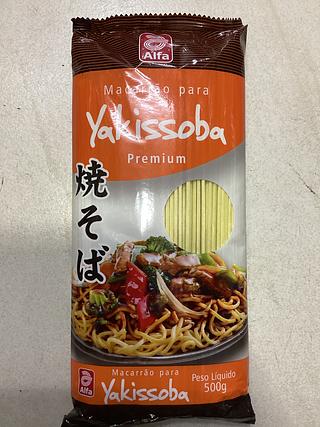 Alfa
Macarrão para
Yakissoba
Premium
焼そば
Alfa
Macarrão para
Yakissoba
Peso Líquido
500g